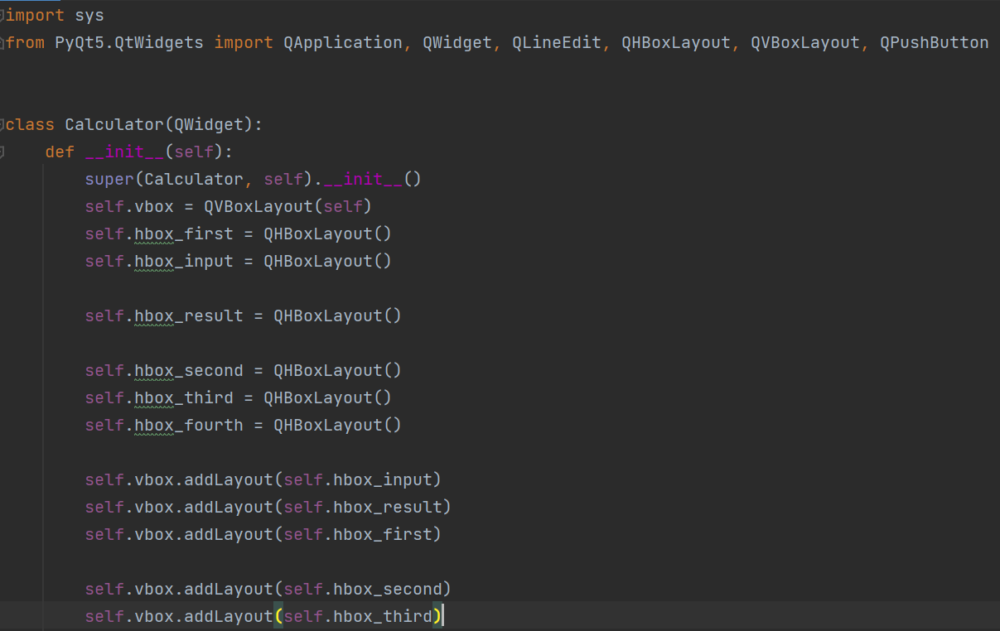 import sys
from PyQt5.QtWidgets import QApplication, QWidget, QLineEdit, QHBoxLayout, QVBoxLayout, QPushButton
class Calculator(QWidget):
    def __init__(self):
        super(Calculator, self).__init__()
        self.vbox = QVBoxLayout(self)
        self.hbox_first = QHBoxLayout()
        self.hbox_input = QHBoxLayout()
        self.hbox_result = QHBoxLayout()
        self.hbox_second = QHBoxLayout()
        self.hbox_third = QHBoxLayout()
        self.hbox_fourth = QHBoxLayout()
        self.vbox.addLayout(self.hbox_input)
        self.vbox.addLayout(self.hbox_result)
        self.vbox.addLayout(self.hbox_first)
        self.vbox.addLayout(self.hbox_second)
        self.vbox.addLayout(self.hbox_third)